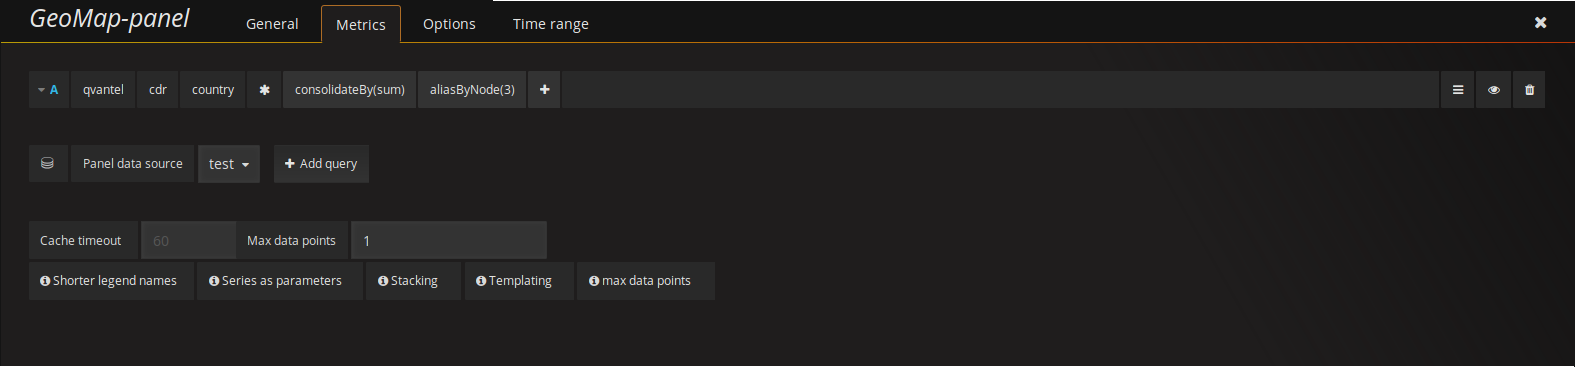 GeoMap-panel General Metrics Options Time range
A qvantel cdr country * consolidateBy(sum) aliasByNode(3)
Panel data source test Add query
Cache timeout 60 Max data points 1
Shorter legend names Series as parameters Stacking Templating max data points